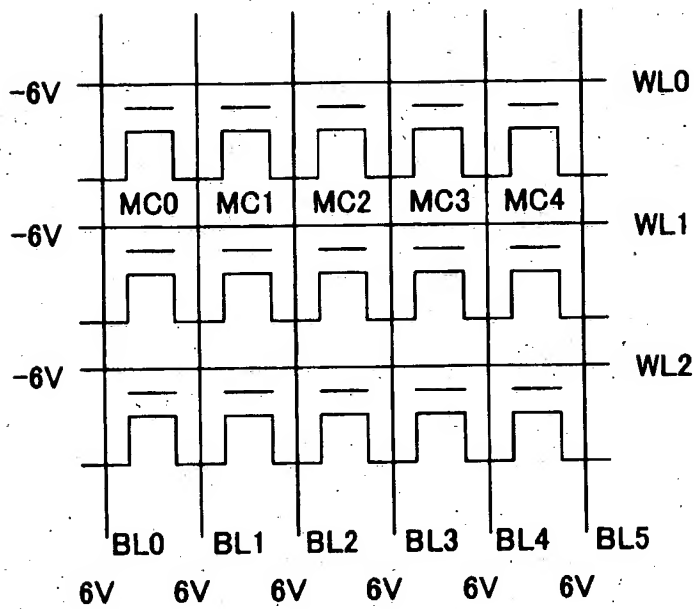 -6V WL0
MC0 MC1 MC2 MC3 MC4
-6V WL1
-6V WL2
BL0 BL1 BL2 BL3 BL4 BL5
6V 6V 6V 6V 6V 6V